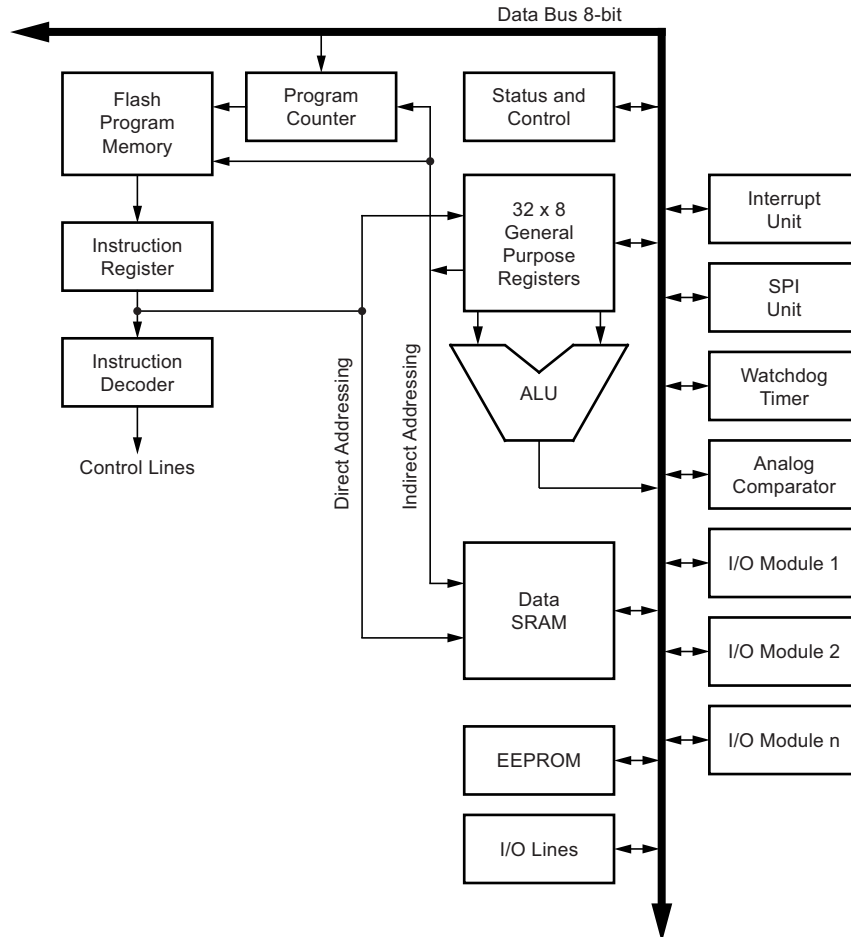 Data Bus 8-bit
Flash
Program
Memory
Program
Counter
Status and
Control
32 x 8
General
Purpose
Registers
Interrupt
Unit
Instruction
Register
SPI
Unit
Instruction
Decoder
Direct Addressing
Indirect Addressing
ALU
Watchdog
Timer
Control Lines
Analog
Comparator
Data
SRAM
I/O Module 1
I/O Module 2
EEPROM
I/O Module n
I/O Lines